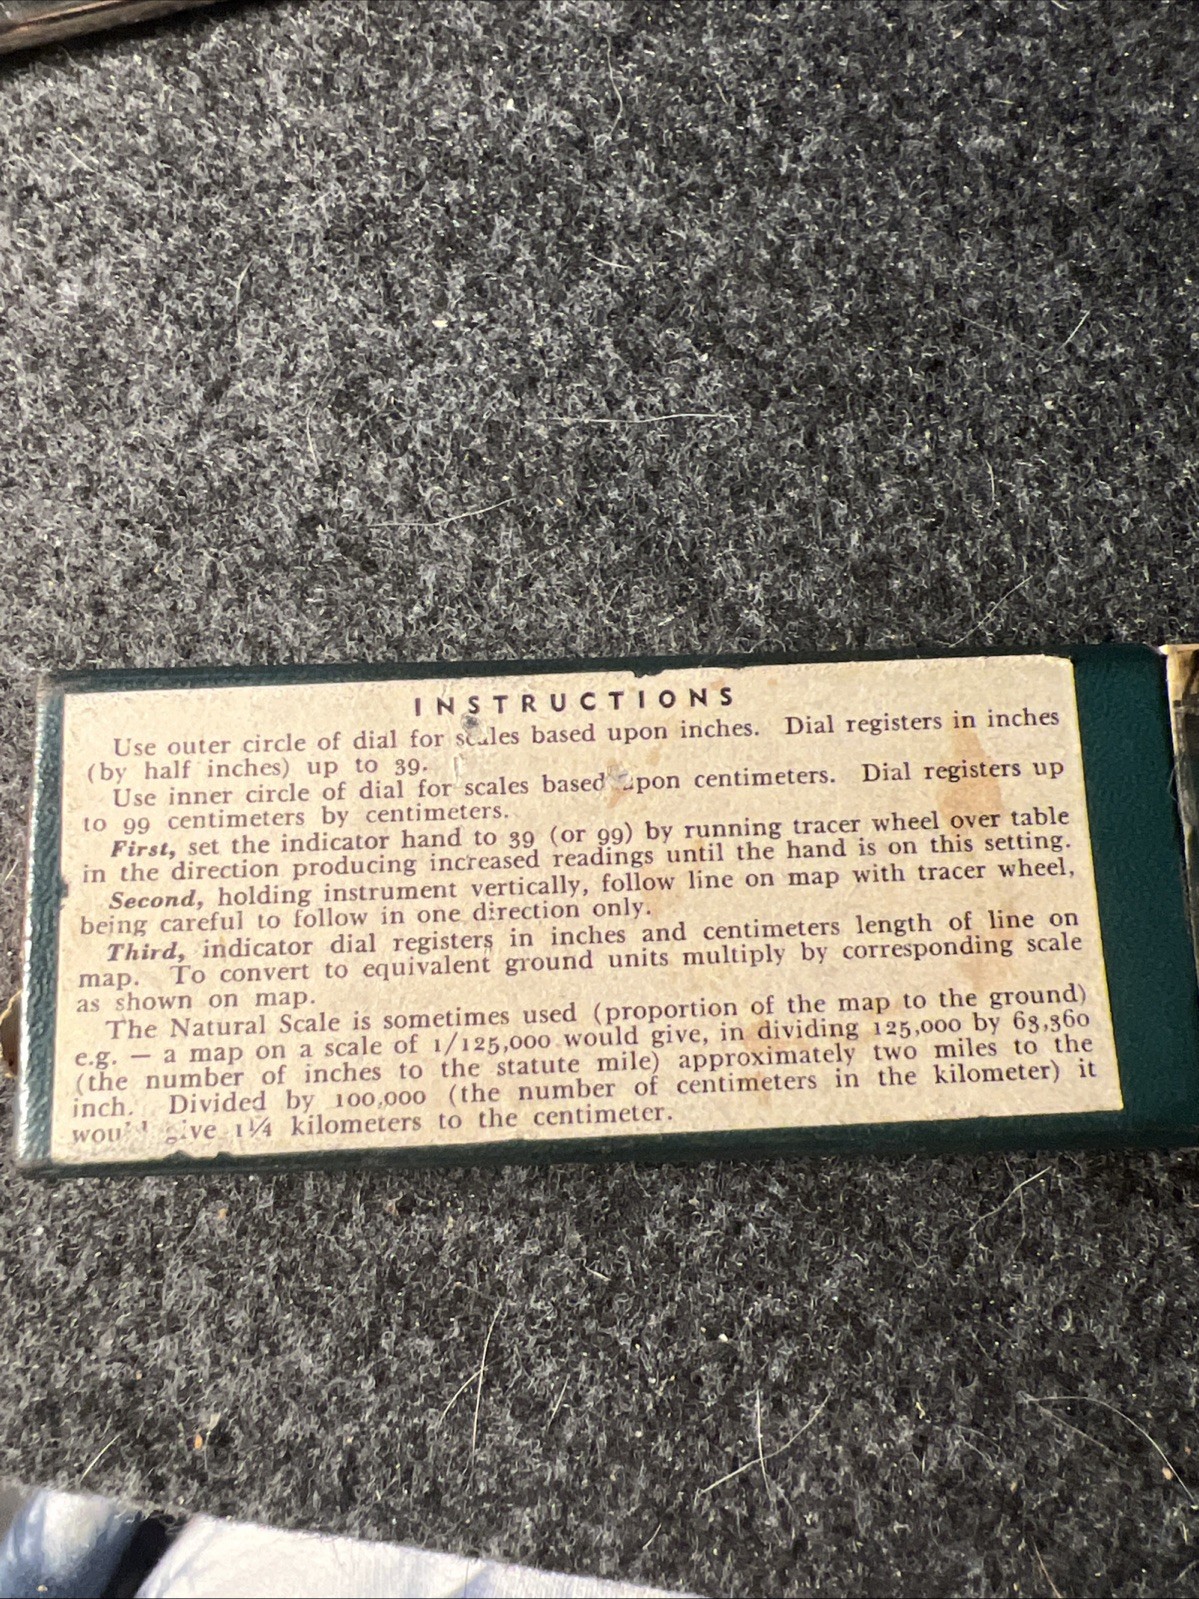 INSTRUCTIONS
Use outer circle of dial for scales based upon inches. Dial registers in inches
(by half inches) up to 39.
Use inner circle of dial for scales based upon centimeters. Dial registers up
to 99 centimeters by centimeters.
First, set the indicator hand to 39 (or 99) by running tracer wheel over table
in the direction producing increased readings until the hand is on this setting.
Second, holding instrument vertically, follow line on map with tracer wheel,
being careful to follow in one direction only.
Third, indicator dial registers in inches and centimeters length of line on
map. To convert to equivalent ground units multiply by corresponding scale
as shown on map.
The Natural Scale is sometimes used (proportion of the map to the ground)
e.g. — a map on a scale of 1/125,000 would give, in dividing 125,000 by 63,360
(the number of inches to the statute mile) approximately two miles to the
inch. Divided by 100,000 (the number of centimeters in the kilometer) it
would give 1¼ kilometers to the centimeter.